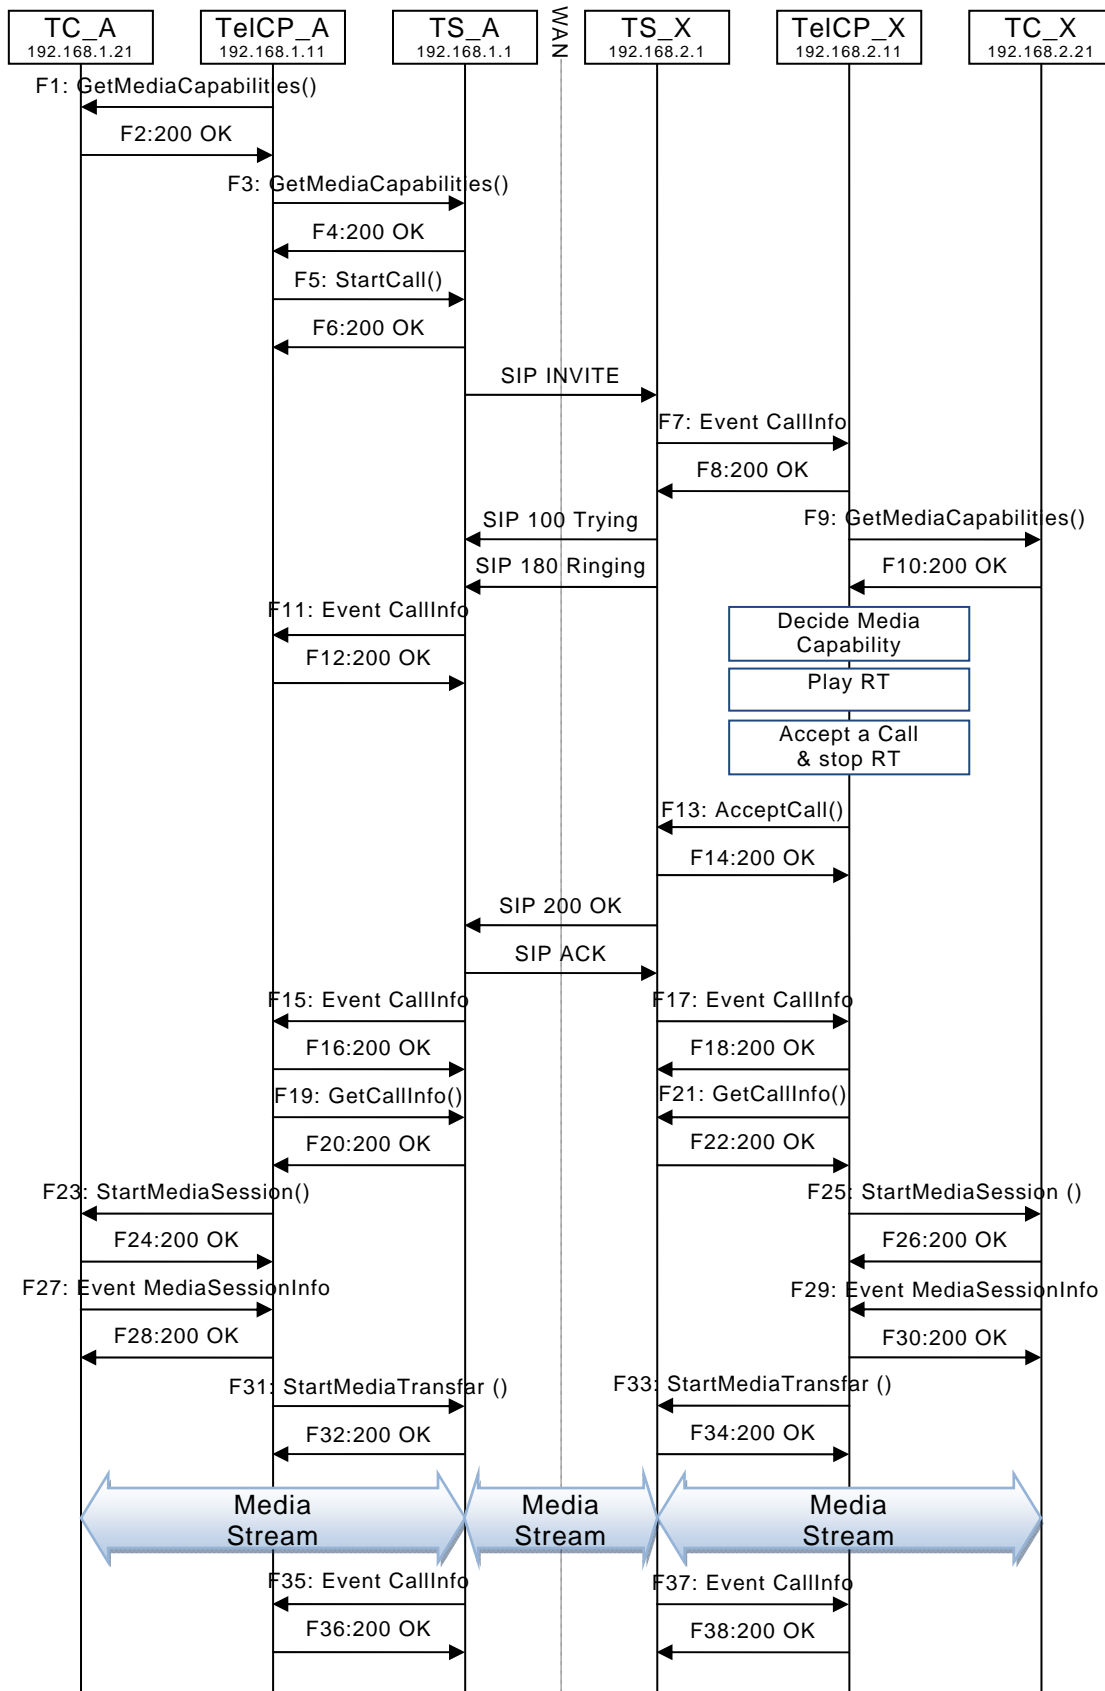 TC_A
192.168.1.21
TelCP_A
192.168.1.11
TS_A
192.168.1.1
WAN
TS_X
192.168.2.1
TelCP_X
192.168.2.11
TC_X
192.168.2.21
F1: GetMediaCapabilities()
F2:200 OK
F3: GetMediaCapabilities()
F4:200 OK
F5: StartCall()
F6:200 OK
SIP INVITE
F7: Event CallInfo
F8:200 OK
SIP 100 Trying
F9: GetMediaCapabilities()
SIP 180 Ringing
F10:200 OK
F11: Event CallInfo
Decide Media
Capability
F12:200 OK
Play RT
Accept a Call
& stop RT
F13: AcceptCall()
F14:200 OK
SIP 200 OK
SIP ACK
F15: Event CallInfo
F17: Event CallInfo
F16:200 OK
F18:200 OK
F19: GetCallInfo()
F21: GetCallInfo()
F20:200 OK
F22:200 OK
F23: StartMediaSession()
F25: StartMediaSession ()
F24:200 OK
F26:200 OK
F27: Event MediaSessionInfo
F29: Event MediaSessionInfo
F28:200 OK
F30:200 OK
F31: StartMediaTransfar ()
F33: StartMediaTransfar ()
F32:200 OK
F34:200 OK
Media
Stream
Media
Stream
Media
Stream
F35: Event CallInfo
F37: Event CallInfo
F36:200 OK
F38:200 OK